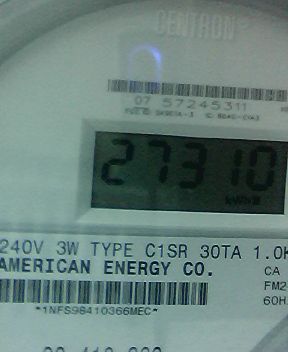 CENTRON
07 57245311
27310
kWh
240V 3W TYPE C1SR 30TA 1.0K
AMERICAN ENERGY CO.
CA
FM2
60H
*1NFS98410366MEC*